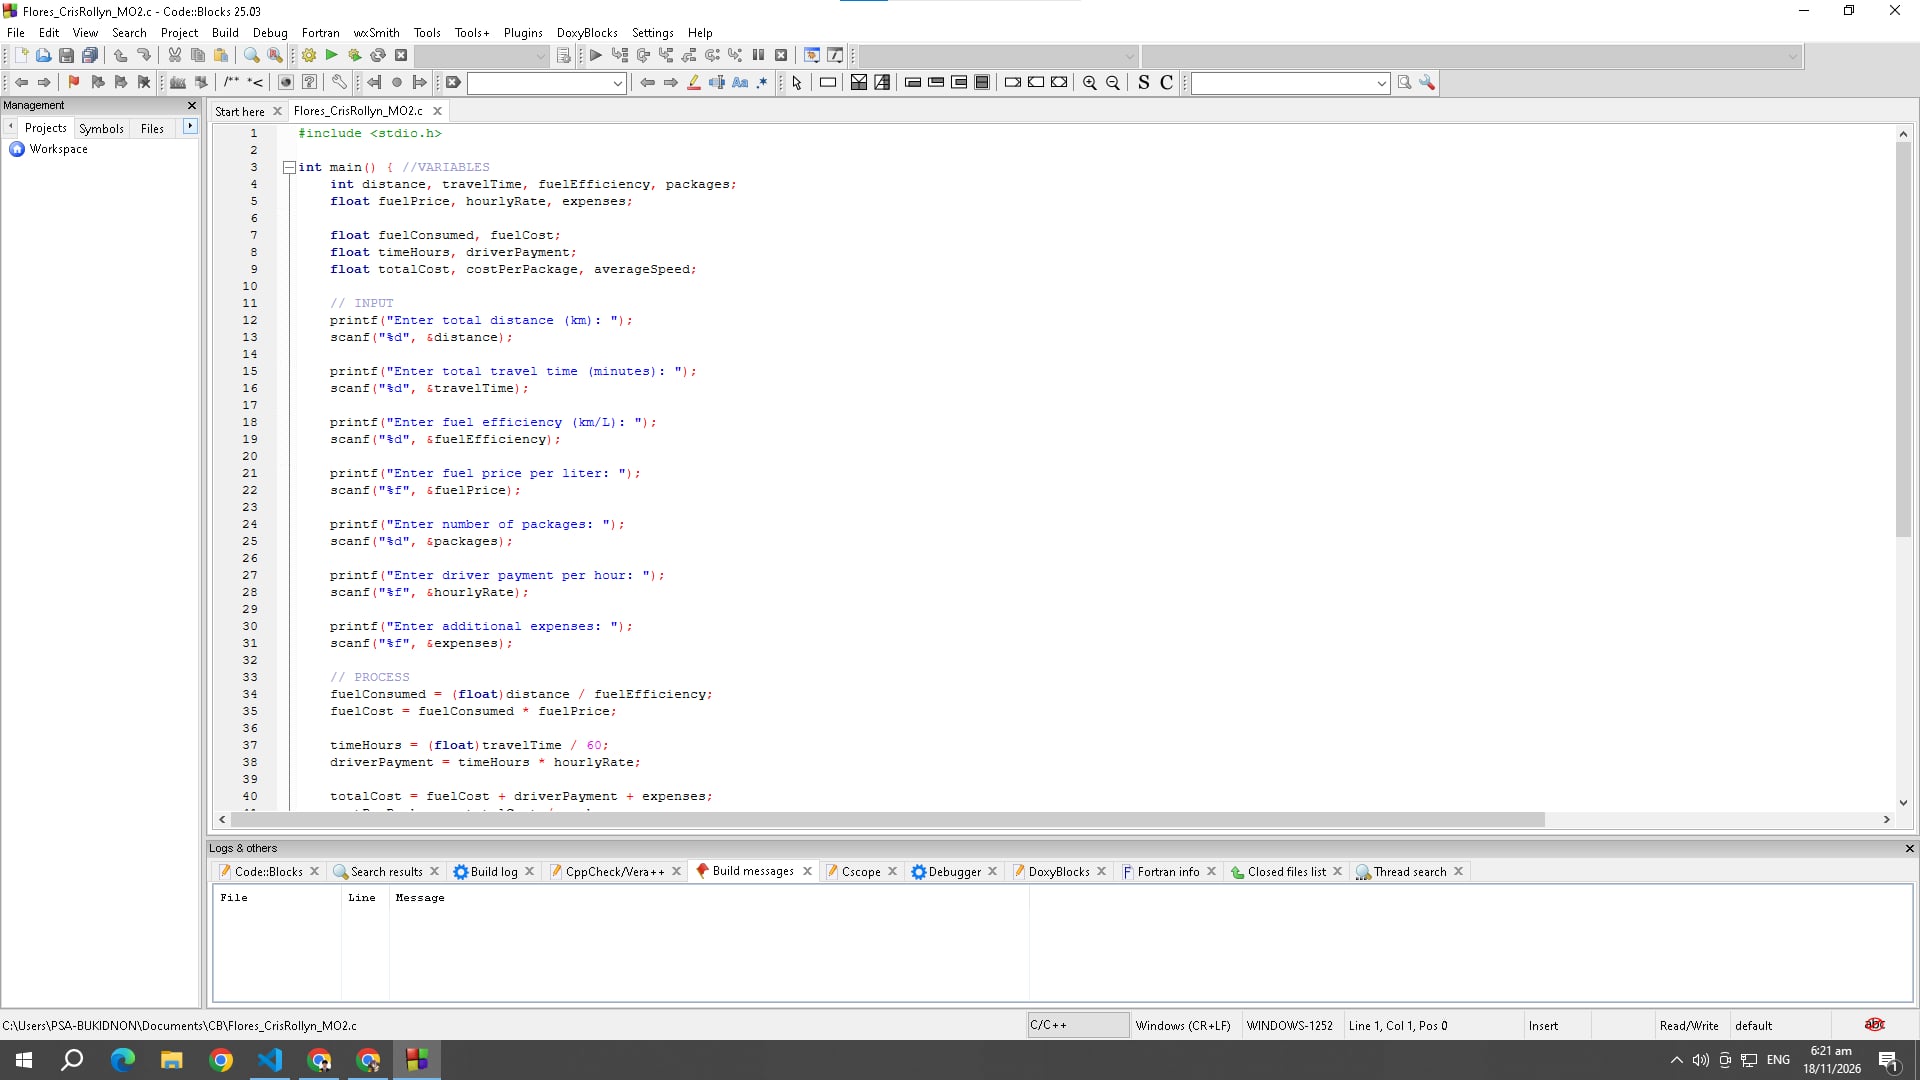 Flores_CrisRollyn_MO2.c - Code::Blocks 25.03
File Edit View Search Project Build Debug Fortran wxSmith Tools Tools+ Plugins DoxyBlocks Settings Help
/** *< Aa .* S C
Management
Projects Symbols Files
Workspace
Start here Flores_CrisRollyn_MO2.c
1 #include <stdio.h>
2
3 int main() { //VARIABLES
4 int distance, travelTime, fuelEfficiency, packages;
5 float fuelPrice, hourlyRate, expenses;
6
7 float fuelConsumed, fuelCost;
8 float timeHours, driverPayment;
9 float totalCost, costPerPackage, averageSpeed;
10
11 // INPUT
12 printf("Enter total distance (km): ");
13 scanf("%d", &distance);
14
15 printf("Enter total travel time (minutes): ");
16 scanf("%d", &travelTime);
17
18 printf("Enter fuel efficiency (km/L): ");
19 scanf("%d", &fuelEfficiency);
20
21 printf("Enter fuel price per liter: ");
22 scanf("%f", &fuelPrice);
23
24 printf("Enter number of packages: ");
25 scanf("%d", &packages);
26
27 printf("Enter driver payment per hour: ");
28 scanf("%f", &hourlyRate);
29
30 printf("Enter additional expenses: ");
31 scanf("%f", &expenses);
32
33 // PROCESS
34 fuelConsumed = (float)distance / fuelEfficiency;
35 fuelCost = fuelConsumed * fuelPrice;
36
37 timeHours = (float)travelTime / 60;
38 driverPayment = timeHours * hourlyRate;
39
40 totalCost = fuelCost + driverPayment + expenses;
Logs & others
Code::Blocks Search results Build log CppCheck/Vera++ Build messages Cscope Debugger DoxyBlocks Fortran info Closed files list Thread search
File Line Message
C:\Users\PSA-BUKIDNON\Documents\CB\Flores_CrisRollyn_MO2.c C/C++ Windows (CR+LF) WINDOWS-1252 Line 1, Col 1, Pos 0 Insert Read/Write default abc
ENG 6:21 am
18/11/2026 1